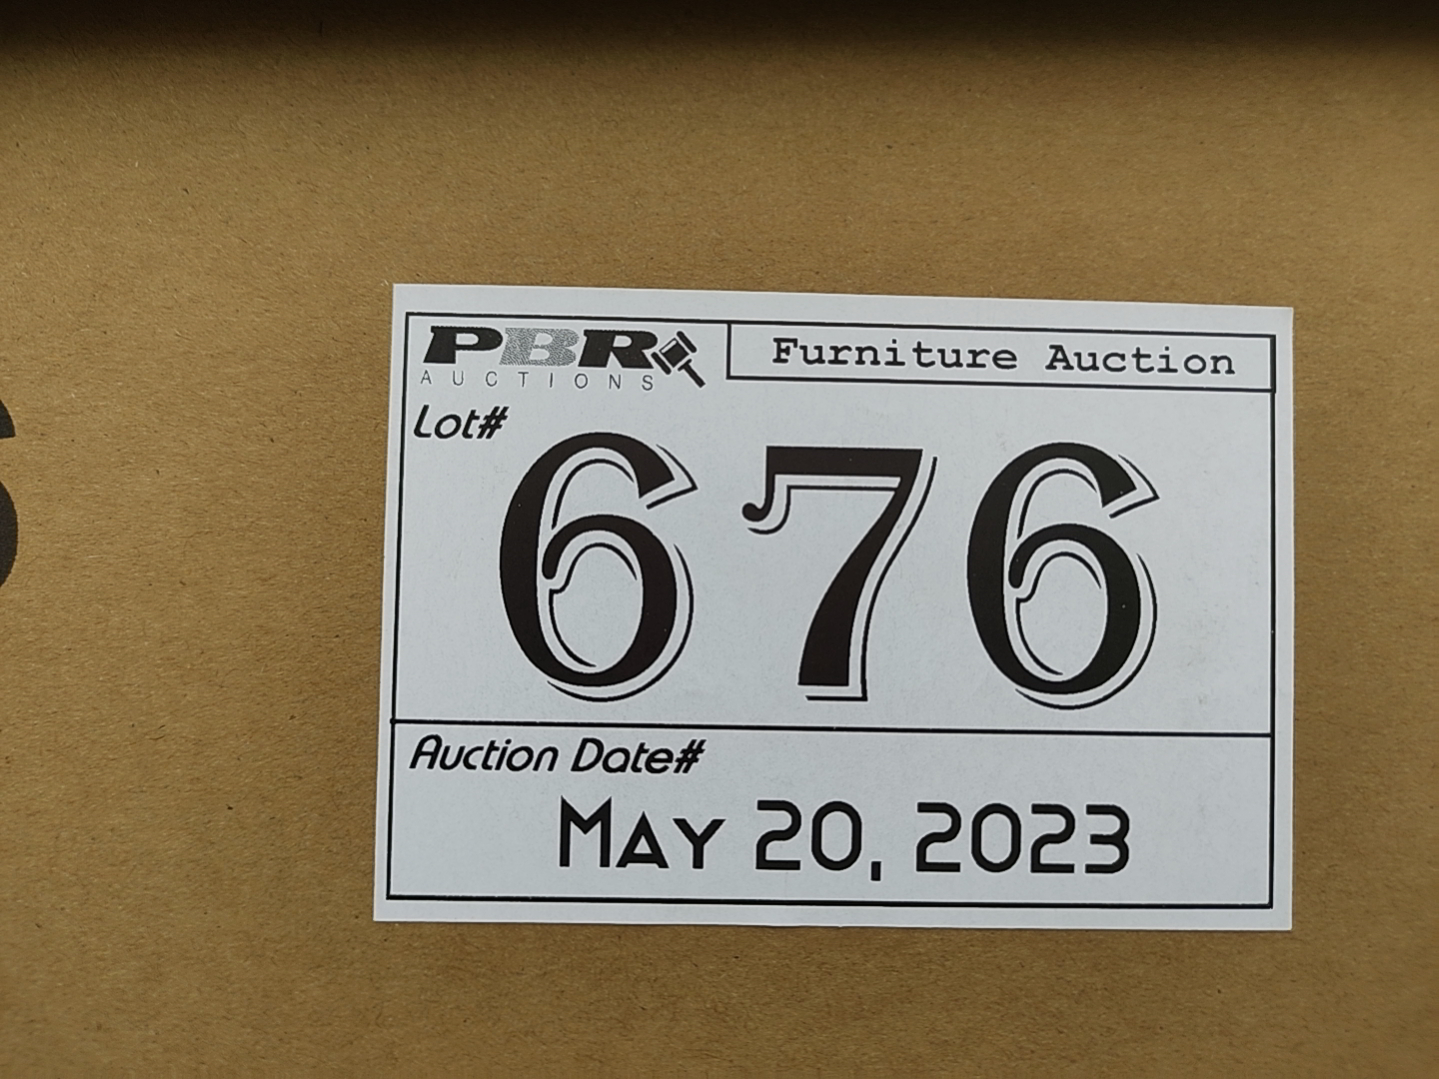 PBR
AUCTIONS
Furniture Auction
Lot#
676
Auction Date#
May 20, 2023